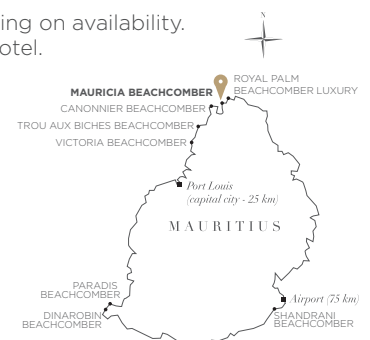 ing on availability.
otel.
N
ROYAL PALM
BEACHCOMBER LUXURY
MAURICIA BEACHCOMBER
CANONNIER BEACHCOMBER
TROU AUX BICHES BEACHCOMBER
VICTORIA BEACHCOMBER
Port Louis
(capital city - 25 km)
MAURITIUS
PARADIS
BEACHCOMBER
DINAROBIN
BEACHCOMBER
Airport (75 km)
SHANDRANI
BEACHCOMBER